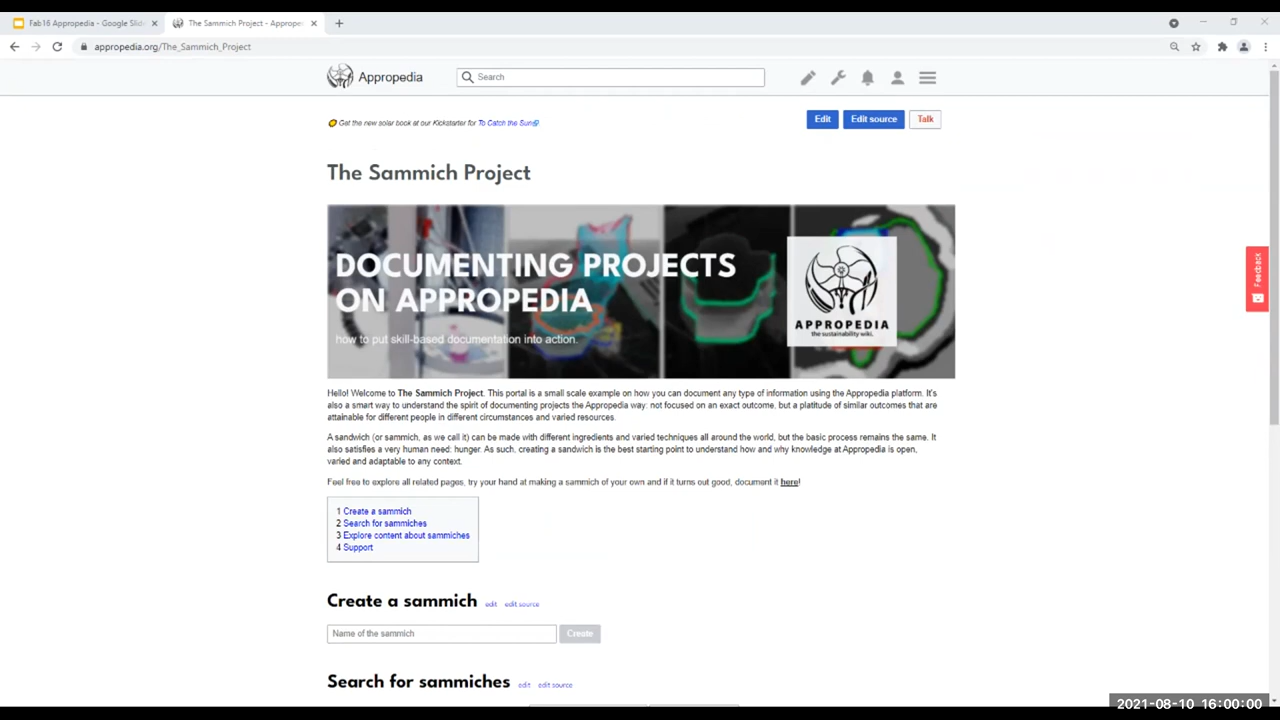 Fab16 Appropedia - Google Slide
The Sammich Project - Approped
appropedia.org/The_Sammich_Project
Appropedia
Search
Get the new solar book at our Kickstarter for To Catch the Sun
Edit
Edit source
Talk
The Sammich Project
DOCUMENTING PROJECTS
ON APPROPEDIA
how to put skill-based documentation into action.
APPROPEDIA
the sustainability wiki.
Feedback
Hello! Welcome to The Sammich Project. This portal is a small scale example on how you can document any type of information using the Appropedia platform. It's
also a smart way to understand the spirit of documenting projects the Appropedia way: not focused on an exact outcome, but a platitude of similar outcomes that are
attainable for different people in different circumstances and varied resources.
A sandwich (or sammich, as we call it) can be made with different ingredients and varied techniques all around the world, but the basic process remains the same. It
also satisfies a very human need: hunger. As such, creating a sandwich is the best starting point to understand how and why knowledge at Appropedia is open,
varied and adaptable to any context.
Feel free to explore all related pages, try your hand at making a sammich of your own and if it turns out good, document it here!
1 Create a sammich
2 Search for sammiches
3 Explore content about sammiches
4 Support
Create a sammich edit edit source
Name of the sammich
Create
Search for sammiches edit edit source
2021-08-10 16:00:00